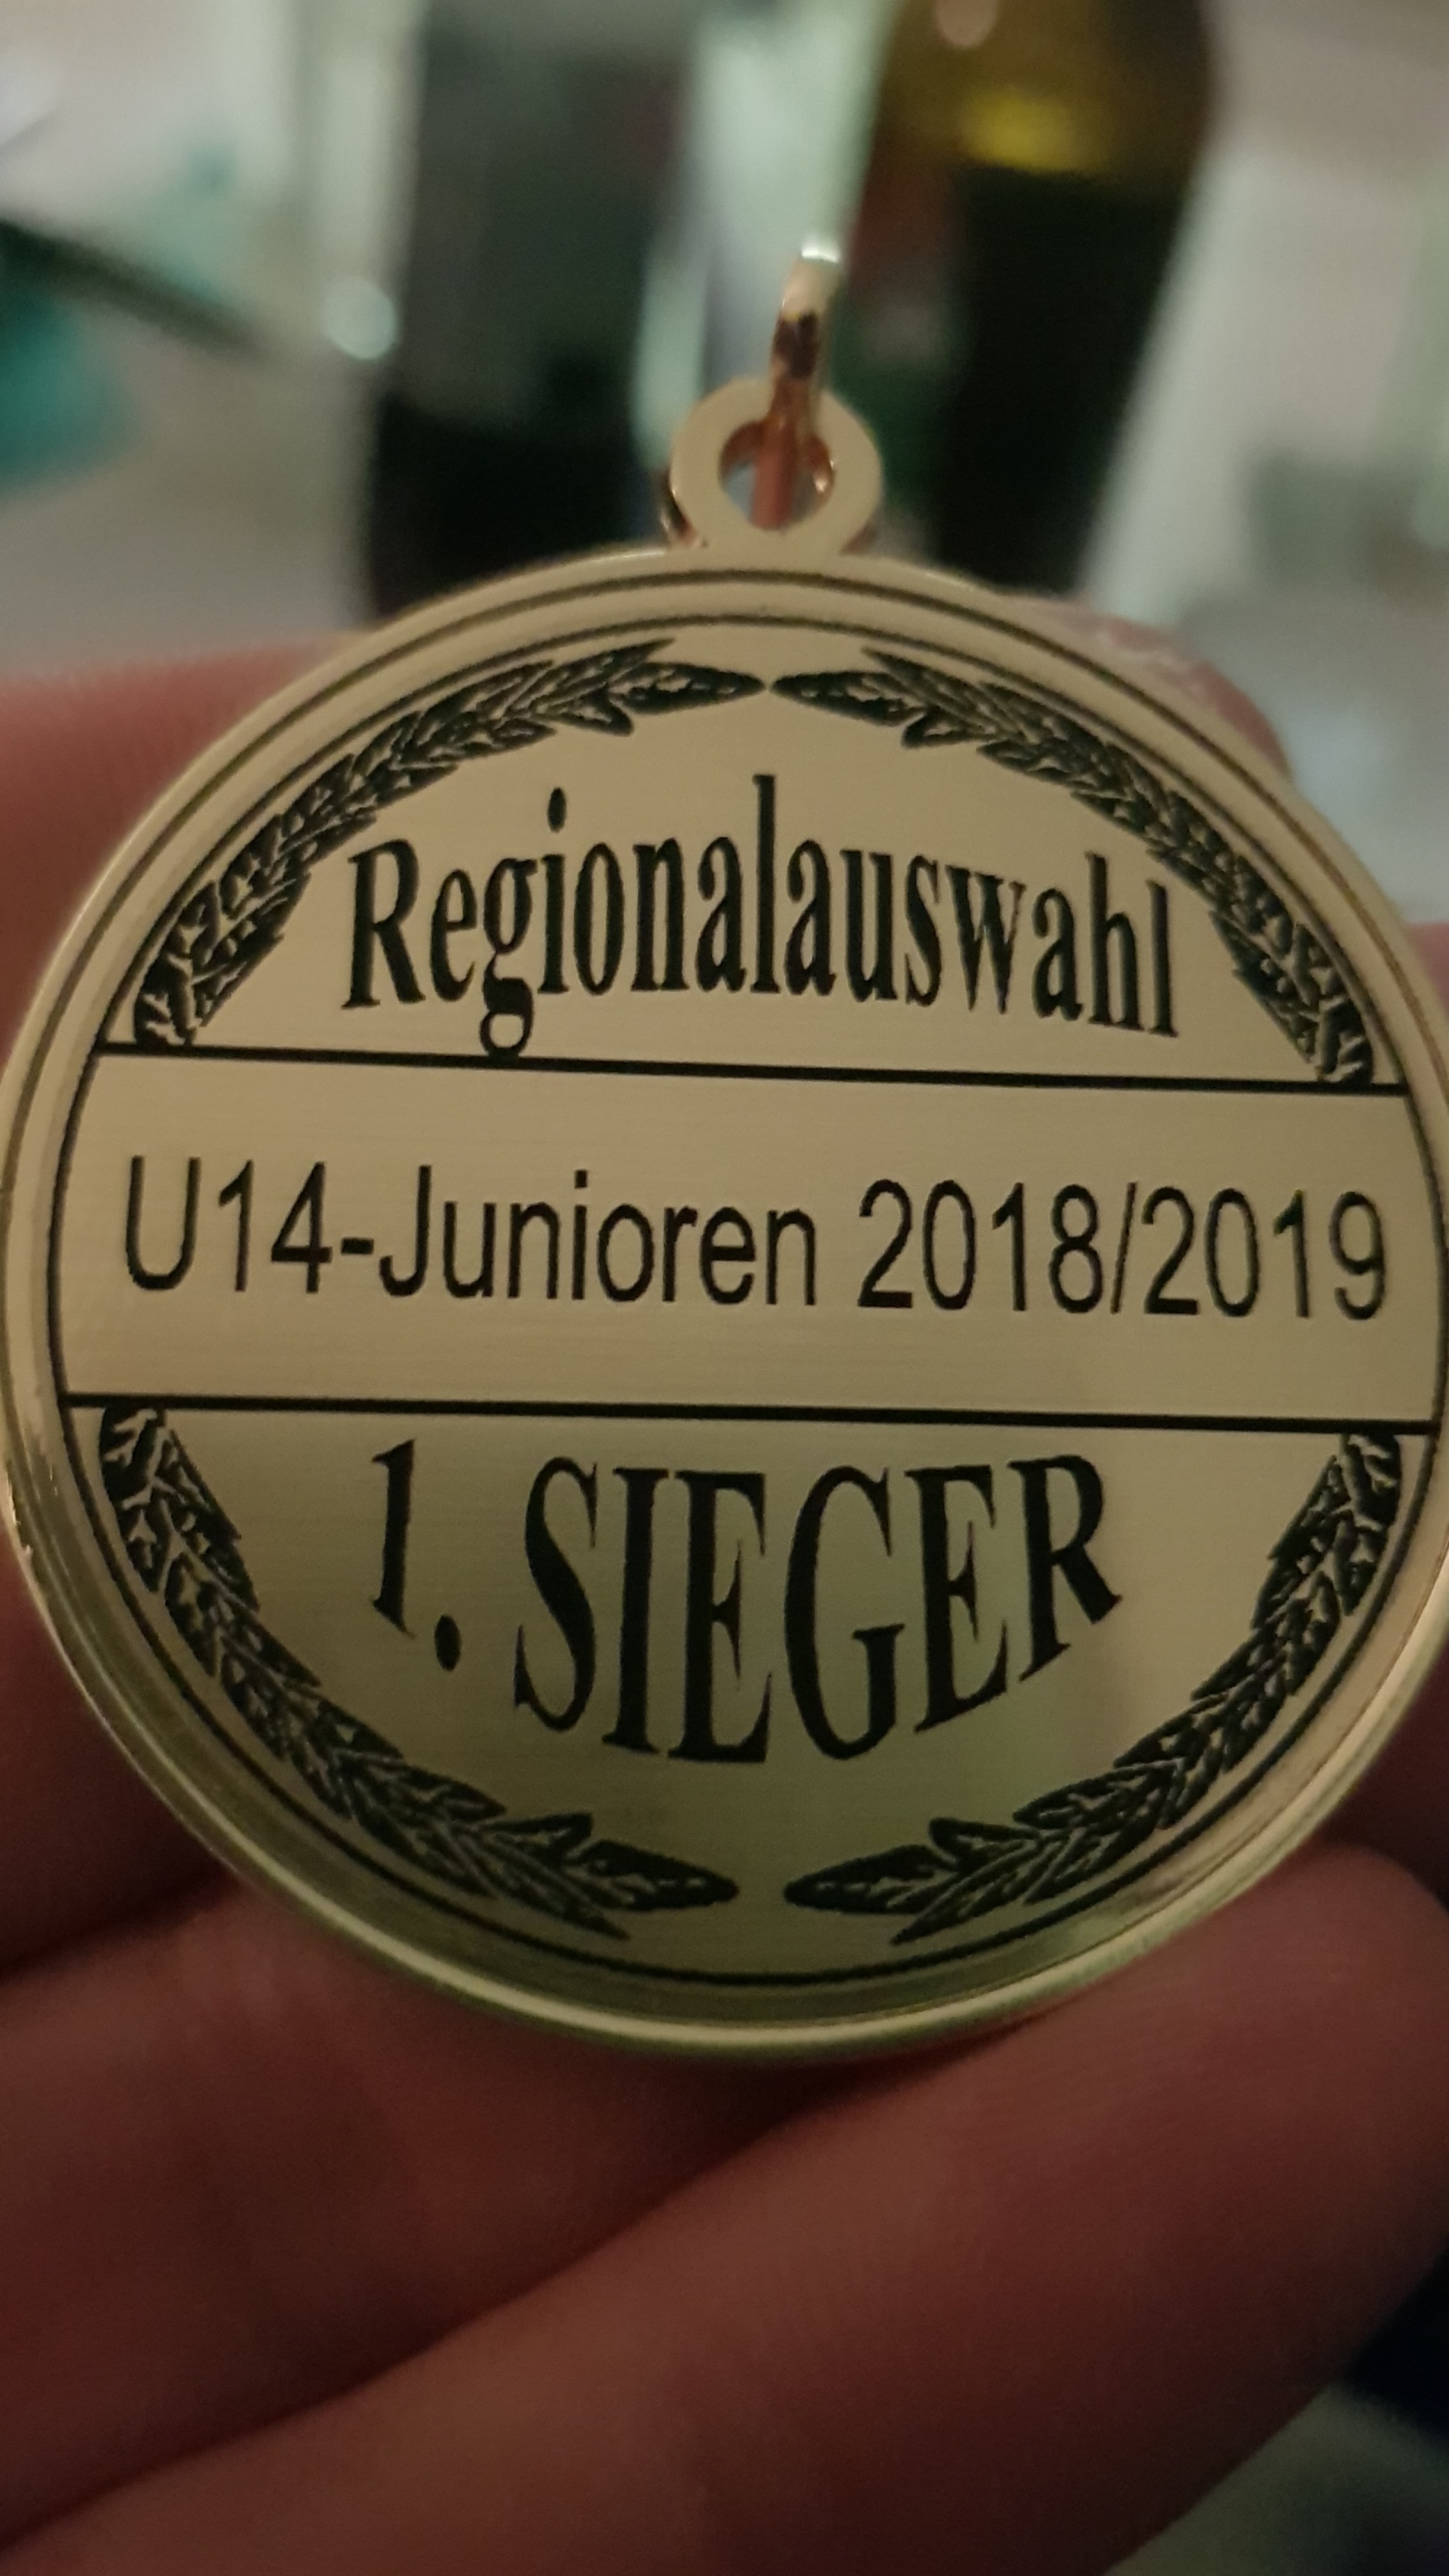 Regionalauswahl
U14-Junioren 2018/2019
1. SIEGER